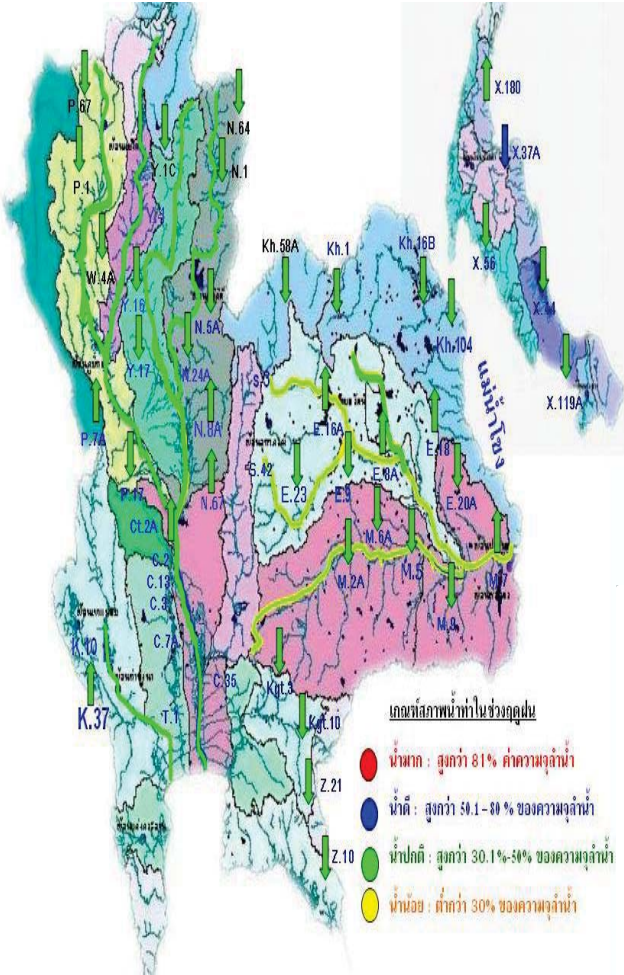 P.67
N.64
X.180
Y.1C
N.1
X.37A
P.1
Kh.58A
Kh.1
Kh.16B
W.4A
X.56
Y.16
N.5A
X.44
Y.17
N.24A
Kh.104
แม่น้ำโขง
X.119A
P.7A
N.8A
E.16A
S.42
E.8A
E.18
P.17
N.67
E.23
E.9
E.20A
Ct.2A
M.6A
C.2
M.2A
M.5
M.7
C.13
C.3
M.9
K.10
C.7A
K.37
C.35
Kgt.3
T.1
Kgt.10
Z.21
Z.10
เกณฑ์สภาพน้ำท่าในช่วงฤดูฝน
น้ำมาก : สูงกว่า 81% ค่าความจุลำน้ำ
น้ำดี : สูงกว่า 50.1 - 80 % ของความจุลำน้ำ
น้ำปกติ : สูงกว่า 30.1%-50% ของความจุลำน้ำ
น้ำน้อย : ต่ำกว่า 30% ของความจุลำน้ำ